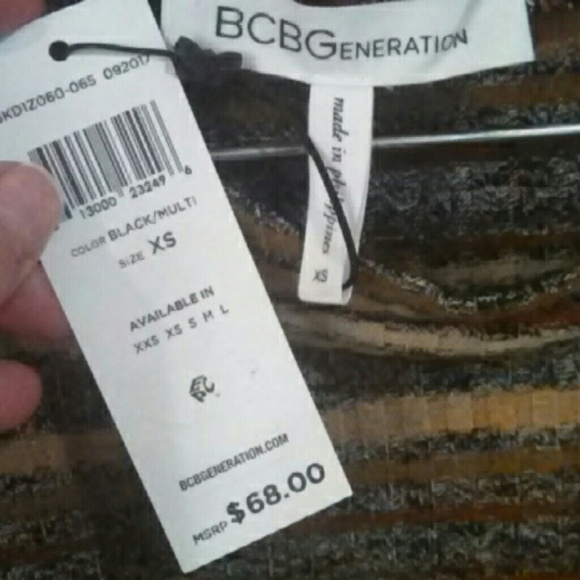 BCBGENERATION
made in philippines
XS
KD1Z060-065 092017
13000 23249 6
COLOR BLACK/MULTI
SIZE XS
AVAILABLE IN
XXS XS S M L
BCBGENERATION.COM
MSRP $68.00